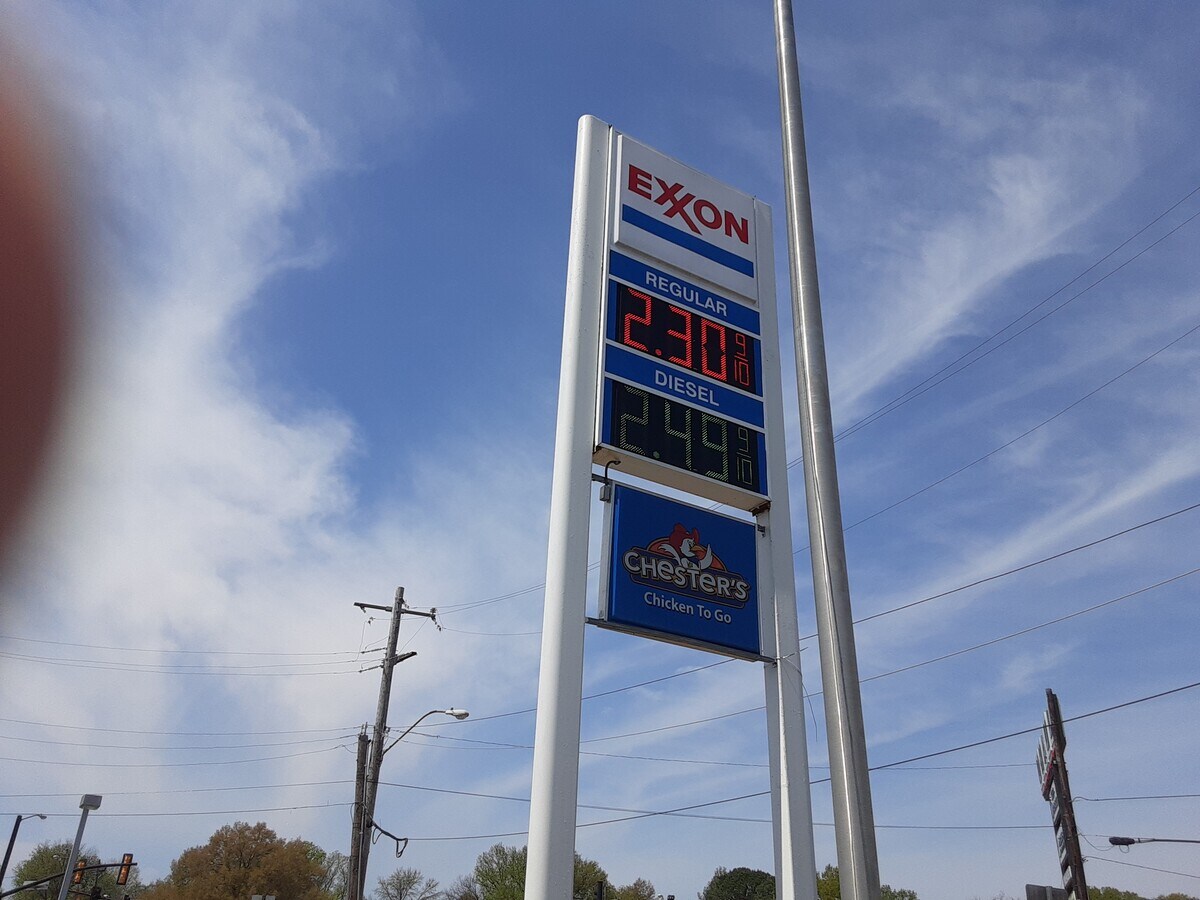 EXXON
REGULAR
2.30 9/10
DIESEL
2.49 9/10
CHESTER'S
Chicken To Go